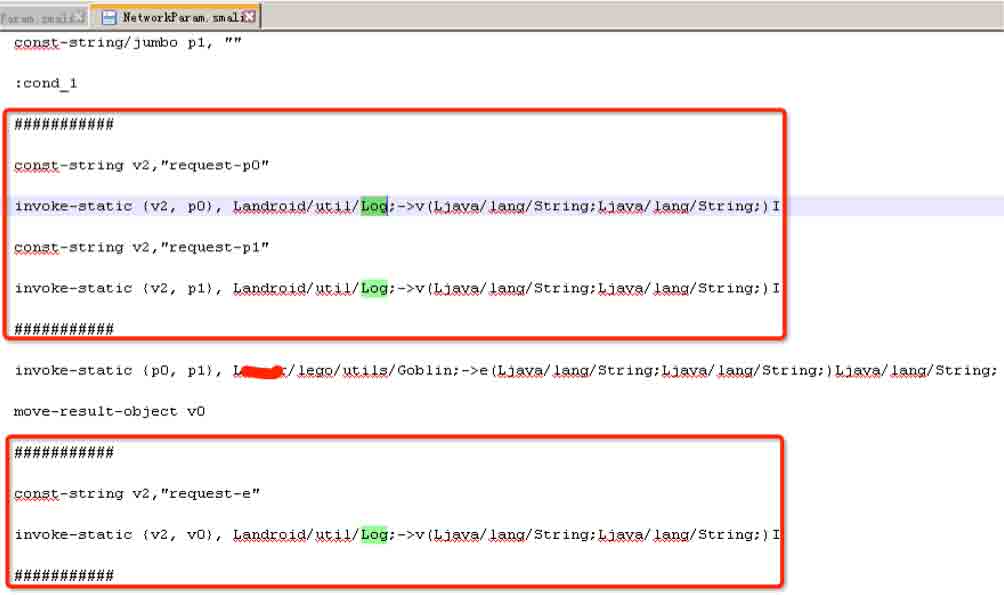 Param.smali
NetworkParam.smali
const-string/jumbo p1, ""
:cond_1
###########
const-string v2,"request-p0"
invoke-static {v2, p0}, Landroid/util/Log;->v(Ljava/lang/String;Ljava/lang/String;)I
const-string v2,"request-p1"
invoke-static {v2, p1}, Landroid/util/Log;->v(Ljava/lang/String;Ljava/lang/String;)I
###########
invoke-static {p0, p1}, L /lego/utils/Goblin;->e(Ljava/lang/String;Ljava/lang/String;)Ljava/lang/String;
move-result-object v0
###########
const-string v2,"request-e"
invoke-static {v2, v0}, Landroid/util/Log;->v(Ljava/lang/String;Ljava/lang/String;)I
###########